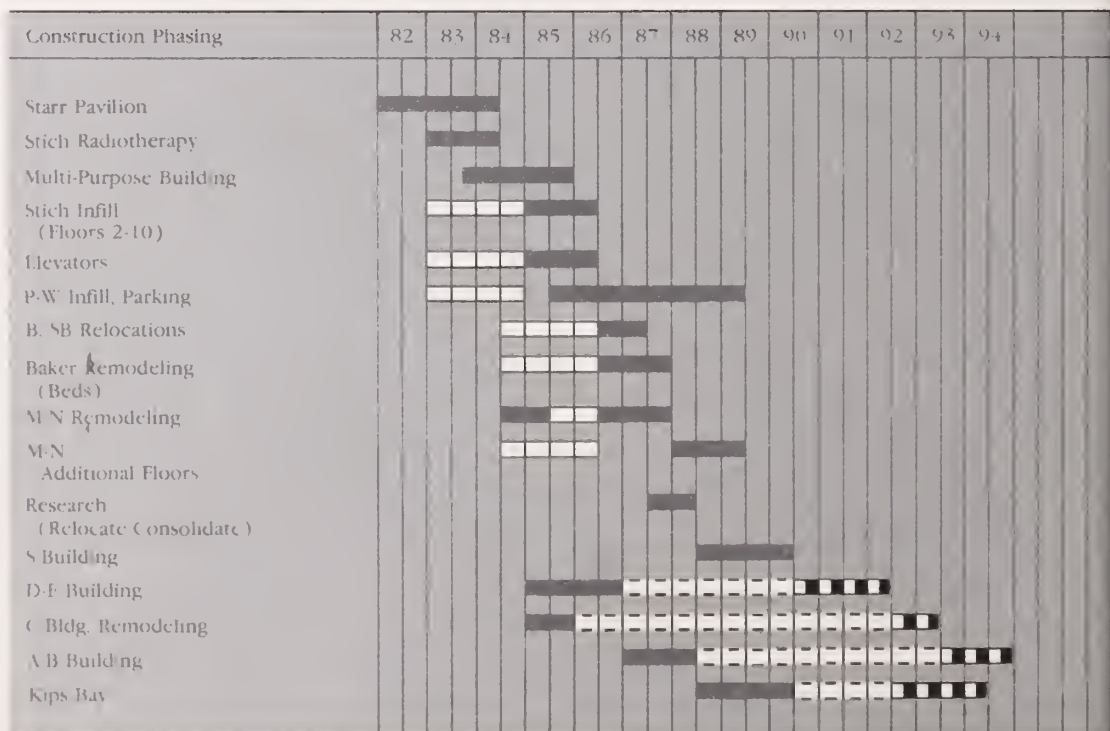 Construction Phasing 82 83 84 85 86 87 88 89 90 91 92 93 94
Starr Pavilion
Stich Radiotherapy
Multi-Purpose Building
Stich Infill
(Floors 2-10)
Elevators
P-W Infill, Parking
B, SB Relocations
Baker Remodeling
(Beds)
M-N Remodeling
M-N
Additional Floors
Research
(Relocate Consolidate)
S Building
Building
C Bldg. Remodeling
A-B Building
Kips Bay